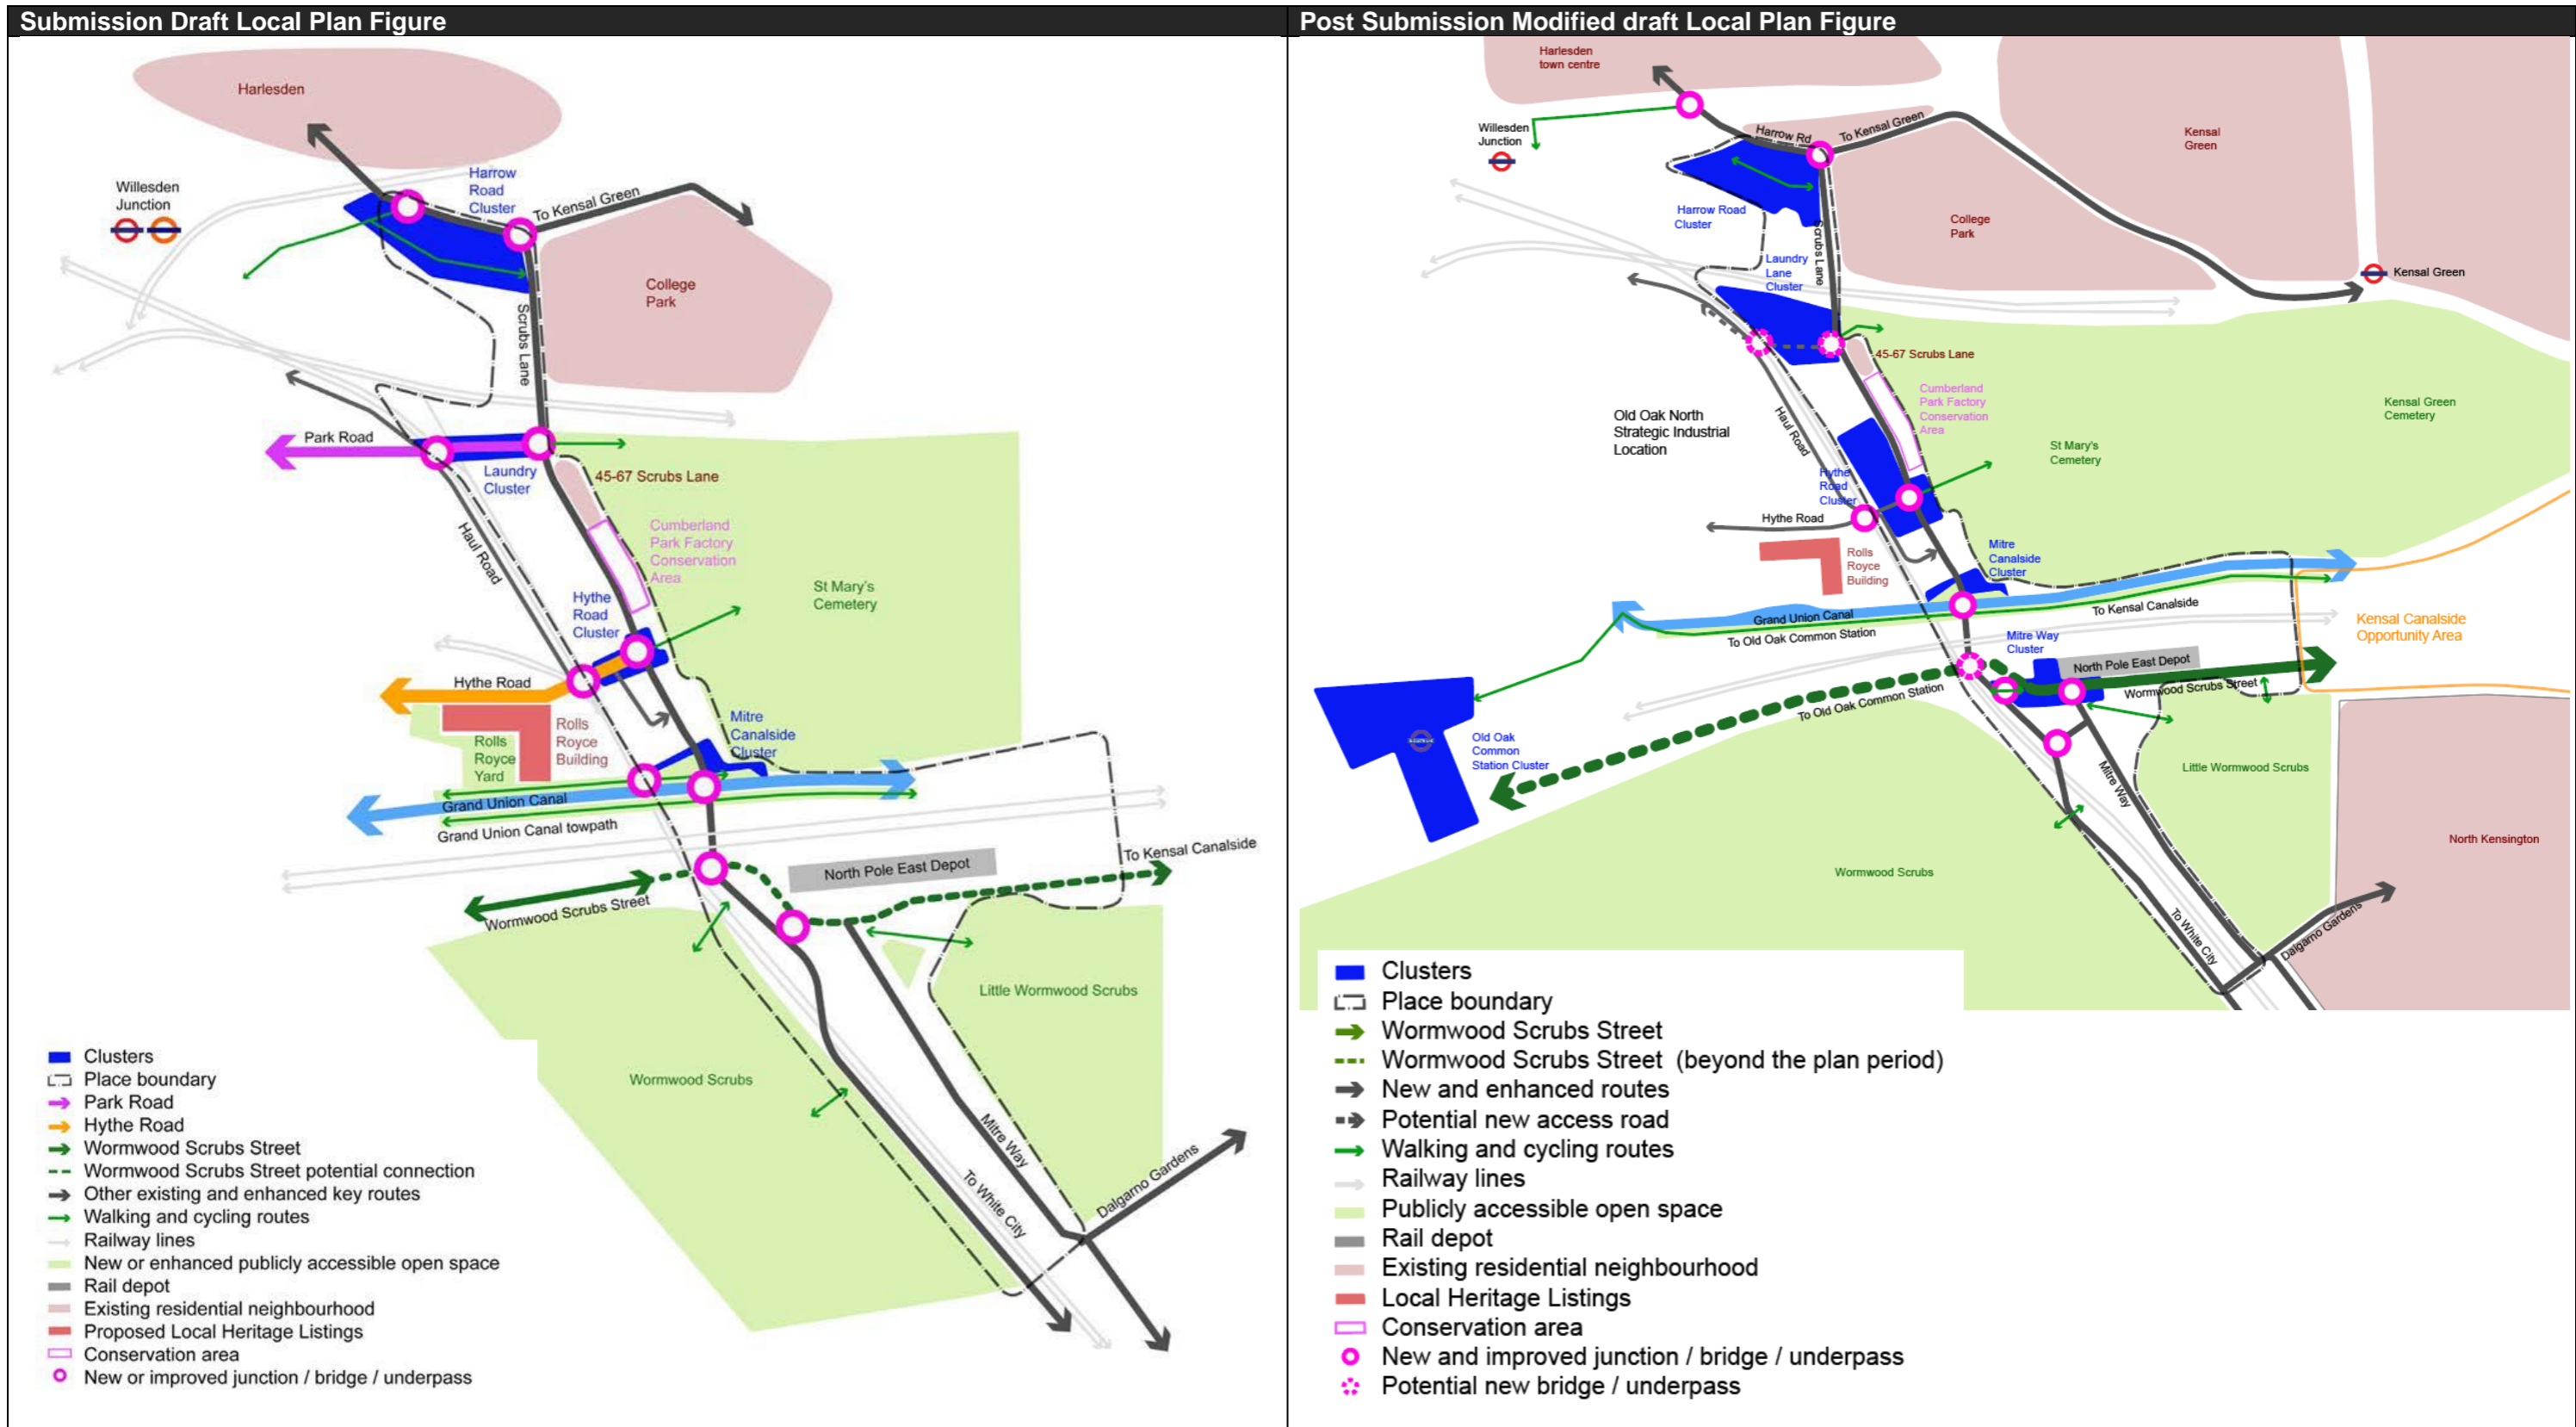 Submission Draft Local Plan Figure
Harlesden
Willesden
Junction
Harrow
Road
Cluster
To Kensal Green
College
Park
Scrubs Lane
Park Road
Laundry
Cluster
45-67 Scrubs Lane
Haul Road
Cumberland
Park Factory
Conservation
Area
St Mary's
Cemetery
Hythe
Road
Cluster
Hythe Road
Rolls
Royce
Building
Rolls
Royce
Yard
Mitre
Canalside
Cluster
Grand Union Canal
Grand Union Canal towpath
To Kensal Canalside
North Pole East Depot
Wormwood Scrubs Street
Little Wormwood Scrubs
Wormwood Scrubs
Mitre Way
To White City
Dalgarno Gardens
Clusters
Place boundary
Park Road
Hythe Road
Wormwood Scrubs Street
Wormwood Scrubs Street potential connection
Other existing and enhanced key routes
Walking and cycling routes
Railway lines
New or enhanced publicly accessible open space
Rail depot
Existing residential neighbourhood
Proposed Local Heritage Listings
Conservation area
New or improved junction / bridge / underpass
Post Submission Modified draft Local Plan Figure
Harlesden
town centre
Willesden
Junction
Harrow Rd
To Kensal Green
Kensal
Green
Harrow Road
Cluster
College
Park
Scrubs Lane
Laundry
Lane
Cluster
Kensal Green
45-67 Scrubs Lane
Cumberland
Park Factory
Conservation
Area
Kensal Green
Cemetery
Old Oak North
Strategic Industrial
Location
Haul Road
St Mary's
Cemetery
Hythe
Road
Cluster
Hythe Road
Rolls
Royce
Building
Mitre
Canalside
Cluster
Grand Union Canal
To Kensal Canalside
To Old Oak Common Station
Kensal Canalside
Opportunity Area
Mitre Way
Cluster
North Pole East Depot
Wormwood Scrubs Street
To Old Oak Common Station
Old Oak
Common
Station Cluster
Little Wormwood Scrubs
Mitre Way
North Kensington
Wormwood Scrubs
To White City
Dalgarno Gardens
Clusters
Place boundary
Wormwood Scrubs Street
Wormwood Scrubs Street (beyond the plan period)
New and enhanced routes
Potential new access road
Walking and cycling routes
Railway lines
Publicly accessible open space
Rail depot
Existing residential neighbourhood
Local Heritage Listings
Conservation area
New and improved junction / bridge / underpass
Potential new bridge / underpass